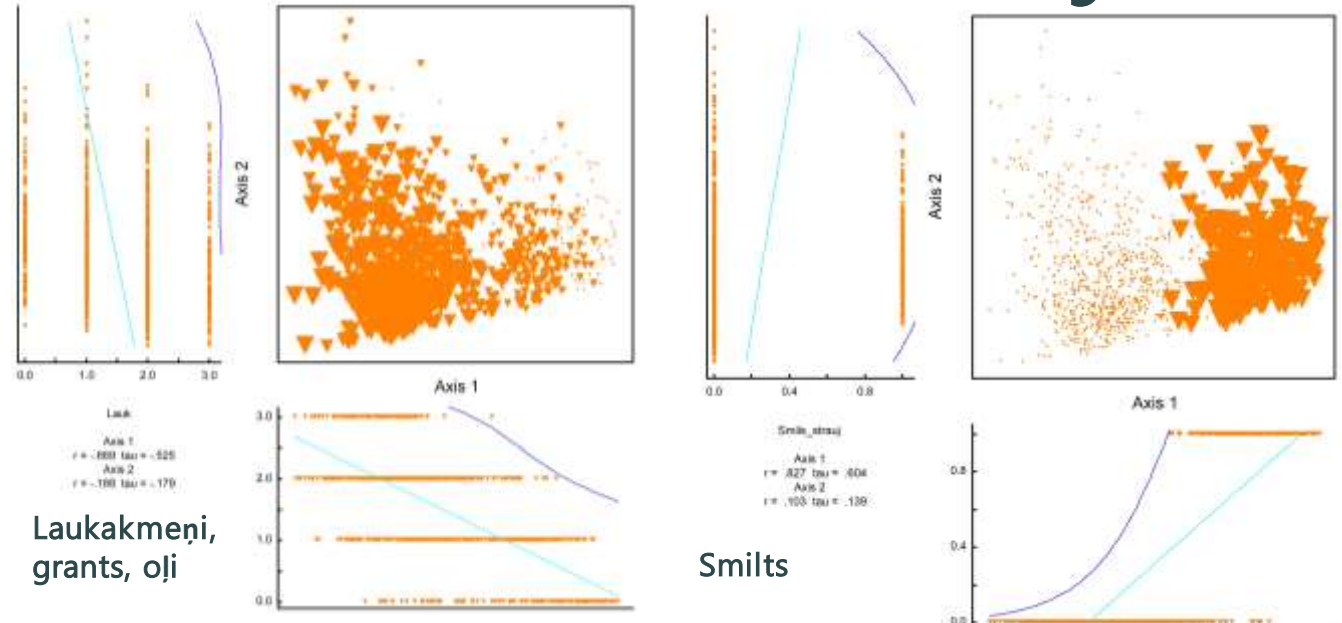 g
Axis 2
0.0
1.0
2.0
3.0
Axis 1
Lauk
Axis 1
tau = -.525
Axis 2
r = -.188 tau = -.179
3.0
2.0
1.0
0.0
Laukakmeņi,
grants, oļi
Axis 2
0.0
0.4
0.8
Axis 1
Smilts_strauj
Axis 1
r = .827 tau = .604
Axis 2
r = .103 tau = .139
0.8
0.4
0.0
Smilts